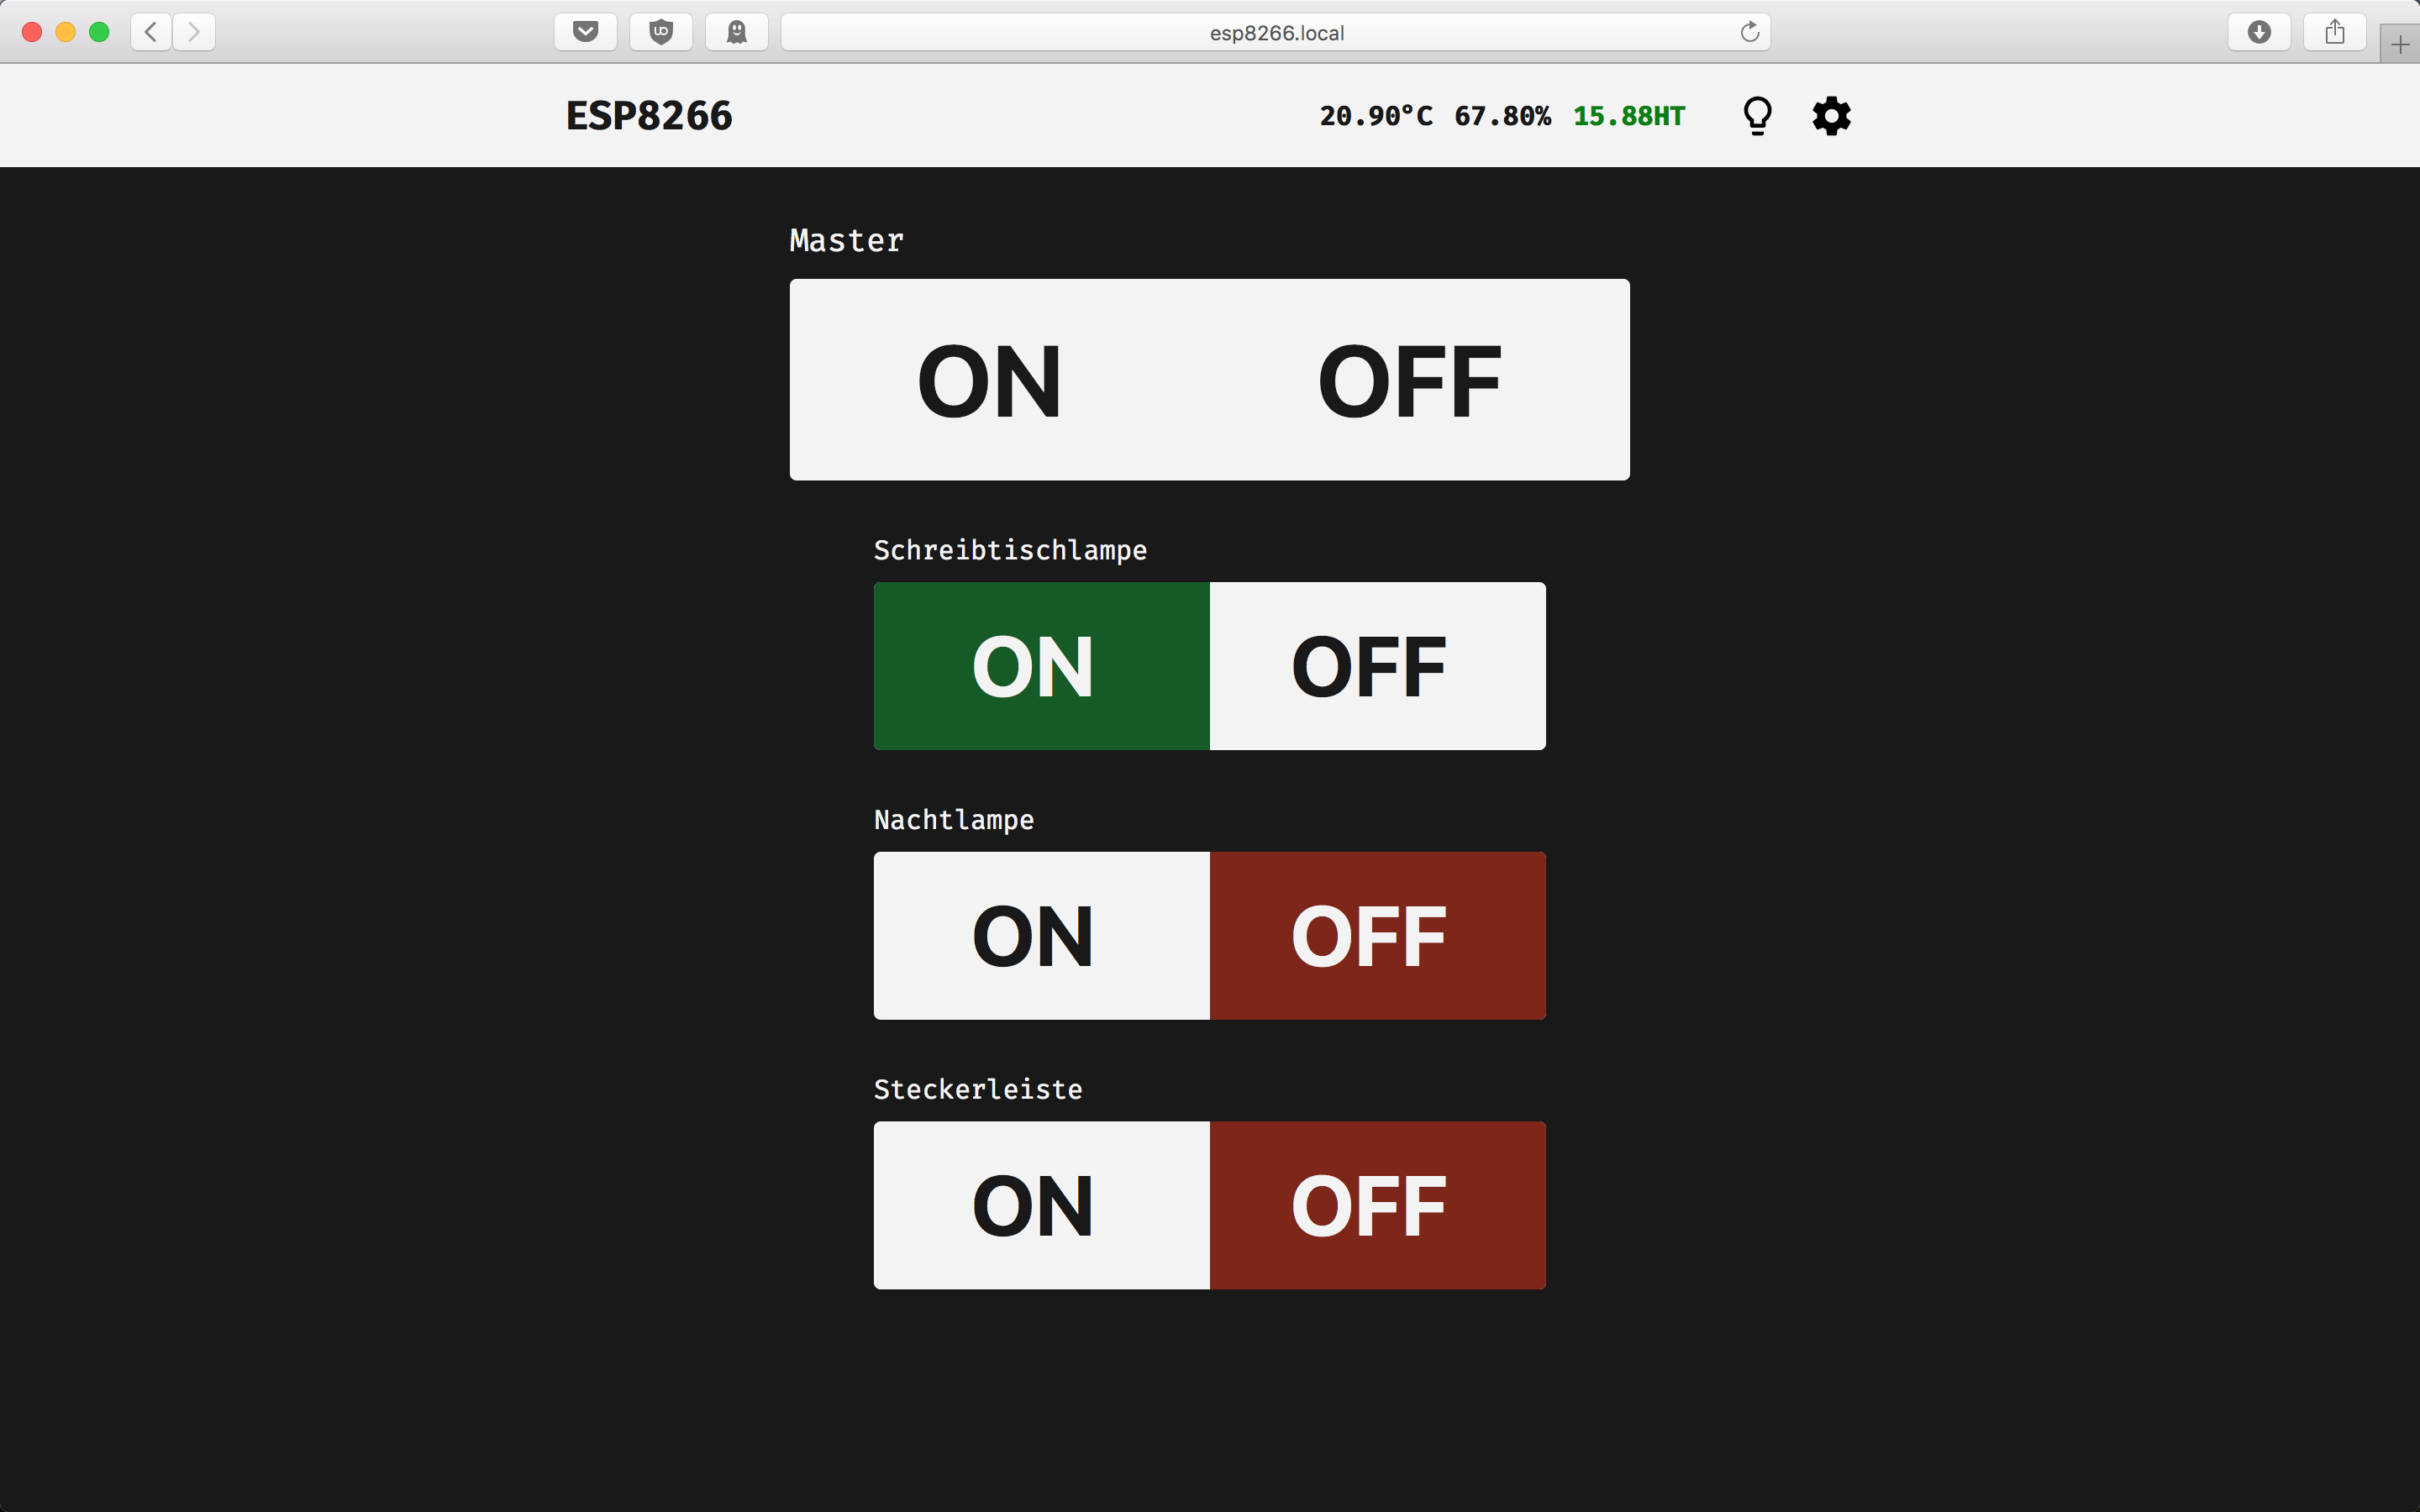 esp8266.local
ESP8266 20.90°C 67.80% 15.88HT
Master
ON OFF
Schreibtischlampe
ON OFF
Nachtlampe
ON OFF
Steckerleiste
ON OFF